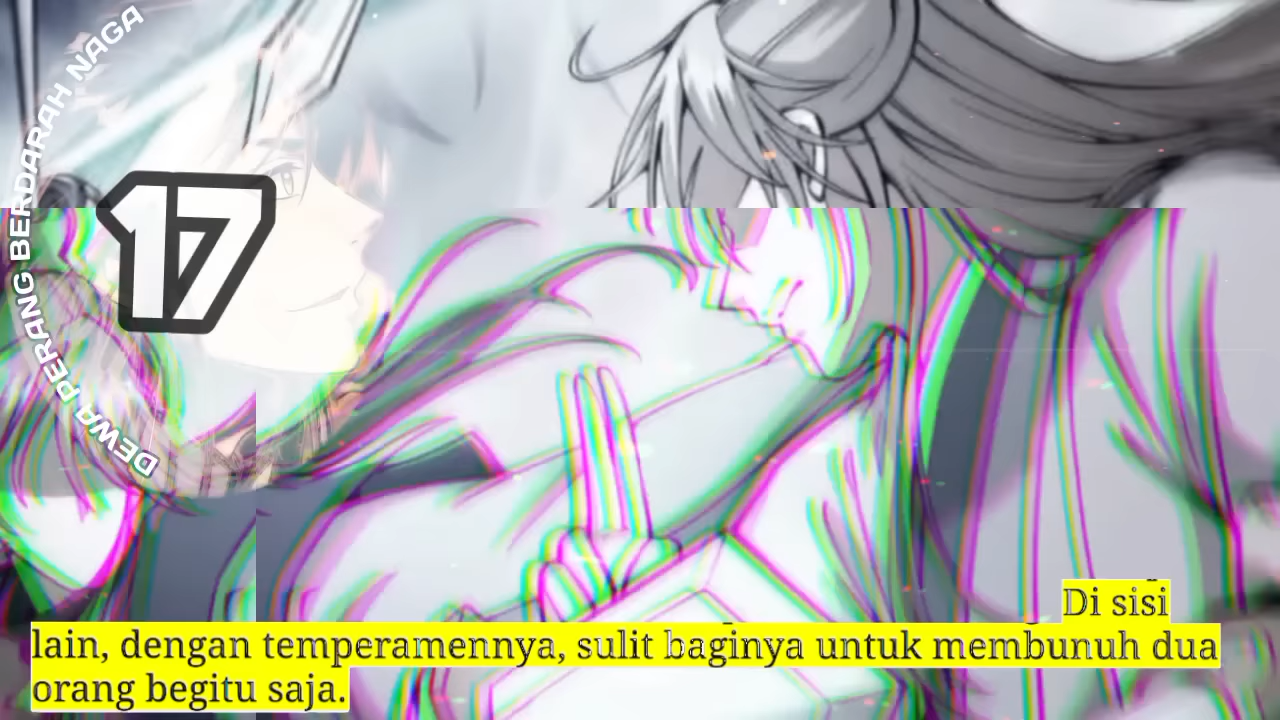 DEWA PERANG BERDARAH NAGA
17
Di sisi
lain, dengan temperamennya, sulit baginya untuk membunuh dua
orang begitu saja.